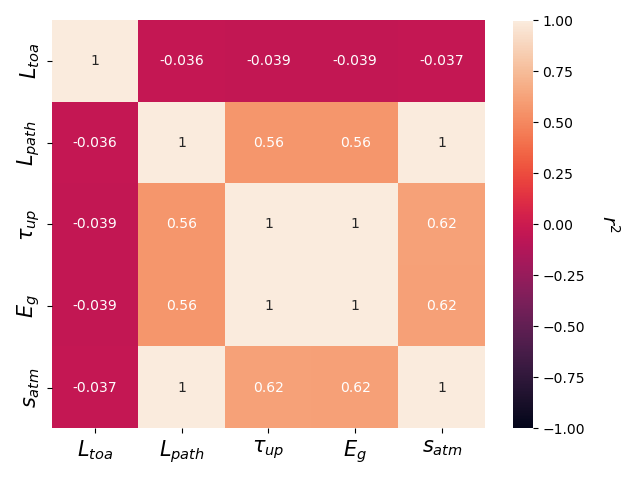 L_toa 1 -0.036 -0.039 -0.039 -0.037
L_path -0.036 1 0.56 0.56 1
τ_up -0.039 0.56 1 1 0.62
E_g -0.039 0.56 1 1 0.62
s_atm -0.037 1 0.62 0.62 1
L_toa L_path τ_up E_g s_atm
1.00
0.75
0.50
0.25
0.00
−0.25
−0.50
−0.75
−1.00
r²